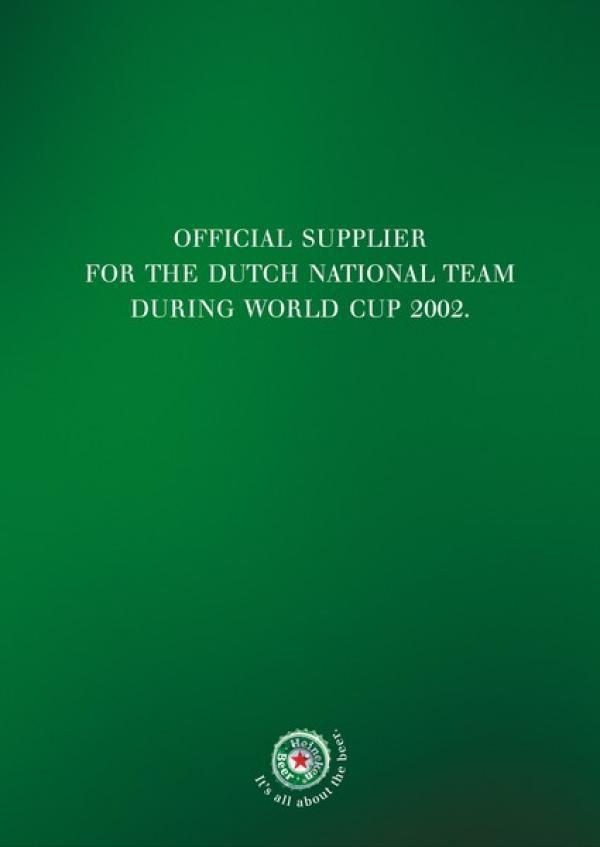 OFFICIAL SUPPLIER
FOR THE DUTCH NATIONAL TEAM
DURING WORLD CUP 2002.
Heineken
Beer
It's all about the beer.